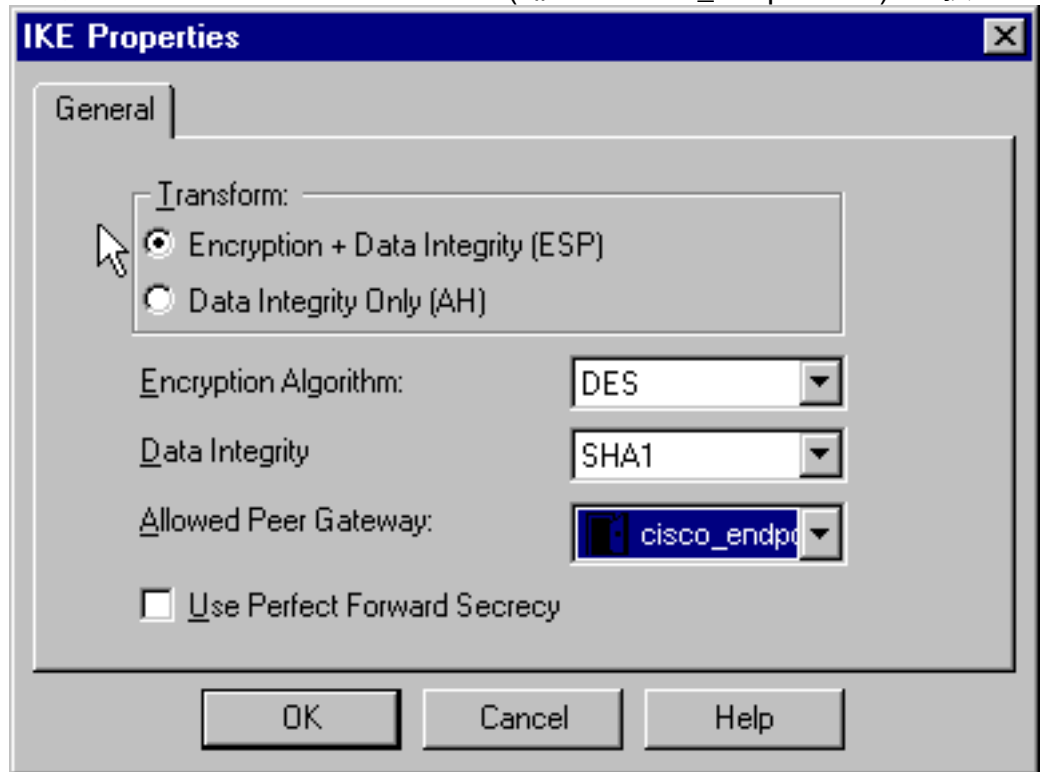 IKE Properties
General
Transform:
Encryption + Data Integrity (ESP)
Data Integrity Only (AH)
Encryption Algorithm:
DES
Data Integrity
SHA1
Allowed Peer Gateway:
cisco_endpo
Use Perfect Forward Secrecy
OK
Cancel
Help